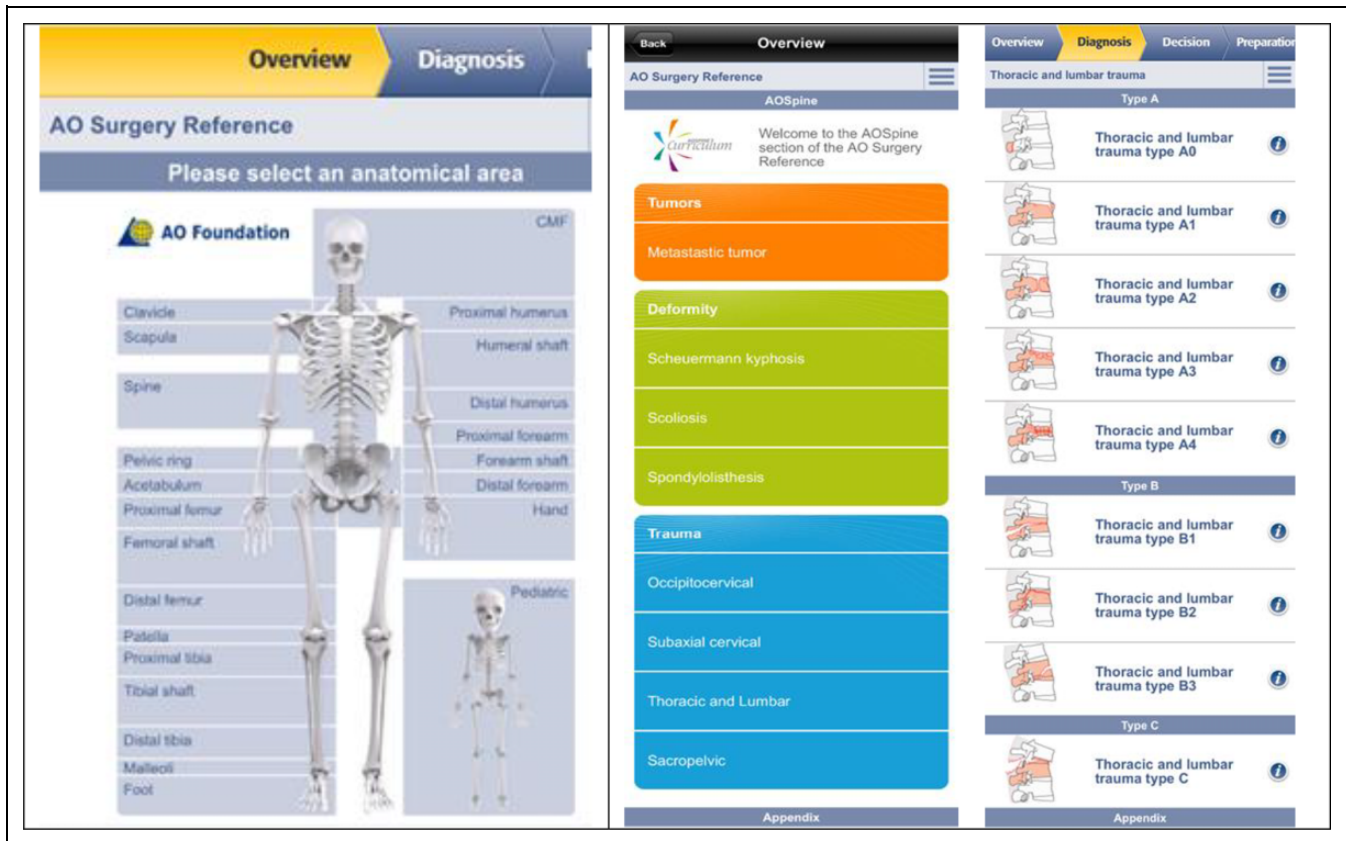 Overview
Diagnosis
AO Surgery Reference
Please select an anatomical area
AO Foundation
CMF
Clavicle
Scapula
Spine
Pelvic ring
Acetabulum
Proximal femur
Femoral shaft
Distal femur
Patella
Proximal tibia
Tibial shaft
Distal tibia
Malleoli
Foot
Proximal humerus
Humeral shaft
Distal humerus
Proximal forearm
Forearm shaft
Distal forearm
Hand
Pediatric
Back
Overview
AO Surgery Reference
AOSpine
Curriculum
Welcome to the AOSpine
section of the AO Surgery
Reference
Tumors
Metastastic tumor
Deformity
Scheuermann kyphosis
Scoliosis
Spondylolisthesis
Trauma
Occipitocervical
Subaxial cervical
Thoracic and Lumbar
Sacropelvic
Appendix
Overview
Diagnosis
Decision
Preparation
Thoracic and lumbar trauma
Type A
Thoracic and lumbar
trauma type A0
i
Thoracic and lumbar
trauma type A1
i
Thoracic and lumbar
trauma type A2
i
Thoracic and lumbar
trauma type A3
i
Thoracic and lumbar
trauma type A4
i
Type B
Thoracic and lumbar
trauma type B1
i
Thoracic and lumbar
trauma type B2
i
Thoracic and lumbar
trauma type B3
i
Type C
Thoracic and lumbar
trauma type C
i
Appendix